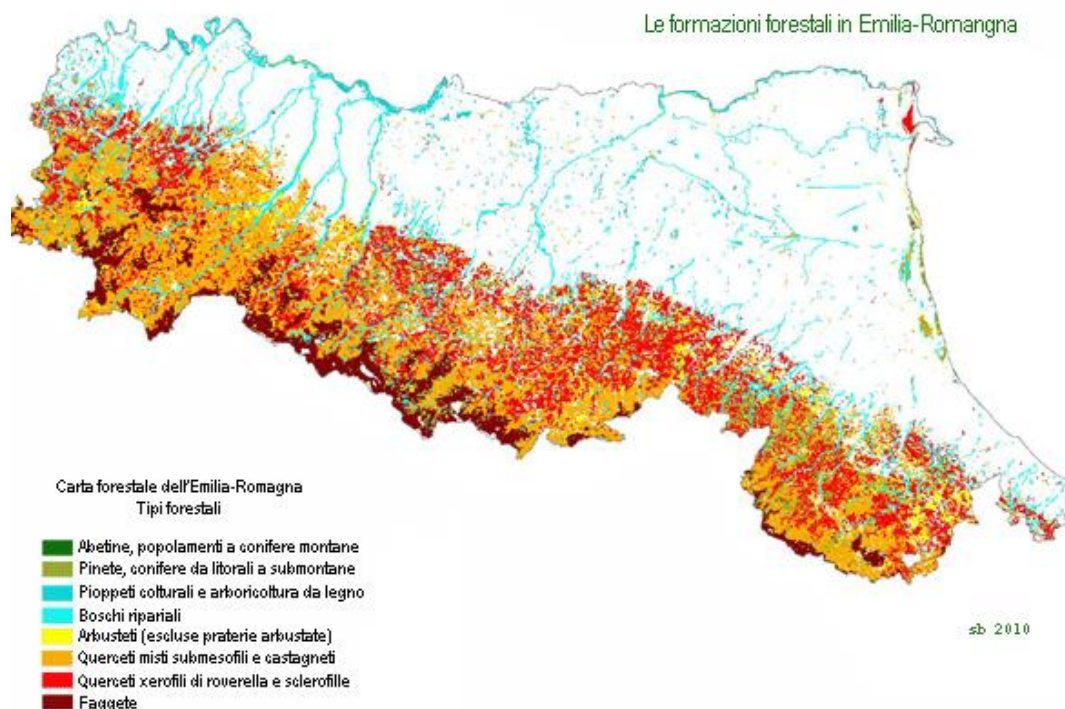 Le formazioni forestali in Emilia-Romangna
Carta forestale dell'Emilia-Romagna
Tipi forestali
Abetine, popolamenti a conifere montane
Pinete, conifere da litorali a submontane
Pioppeti colturali e arboricoltura da legno
Boschi ripariali
Arbusteti (escluse praterie arbustate)
Querceti misti submesofili e castagneti
Querceti xerofili di roverella e sclerofille
Faggete
sb 2010